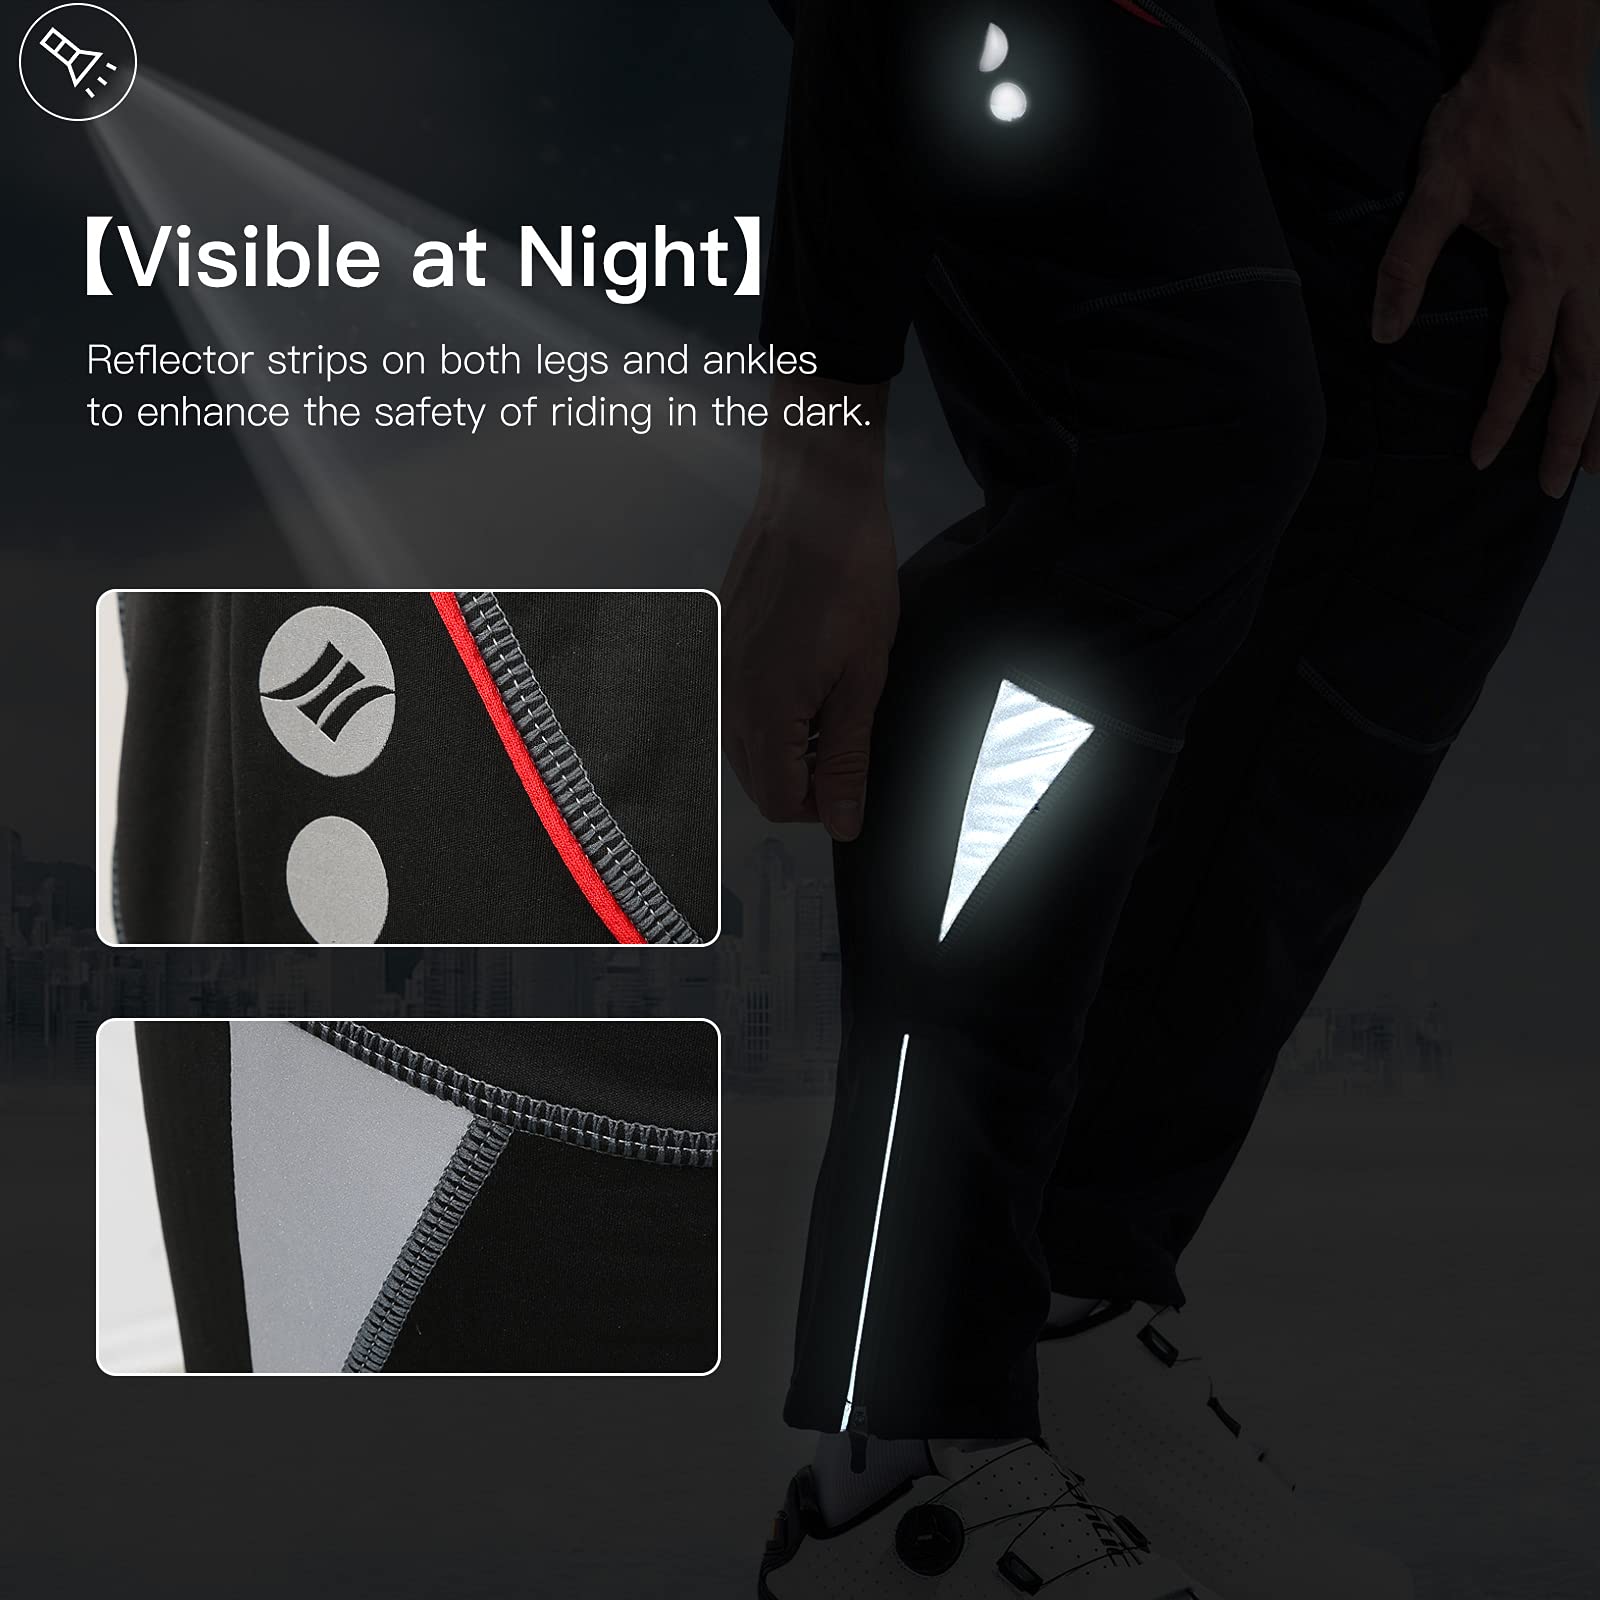 【Visible at Night】
Reflector strips on both legs and ankles
to enhance the safety of riding in the dark.